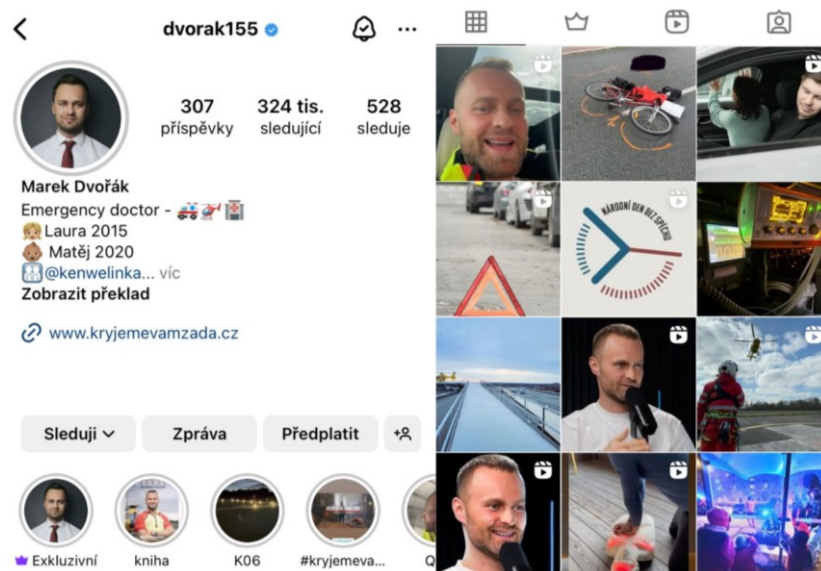 dvorak155
307
324 tis.
528
příspěvky
sledující
sleduje
Marek Dvořák
Emergency doctor -
Laura 2015
Matěj 2020
@kenwelinka... víc
Zobrazit překlad
www.kryjemevamzada.cz
Sleduji
Zpráva
Předplatit
Exkluzivní
kniha
K06
#kryjemeva...
NÁRODNÍ DEN BEZ SPĚCHU